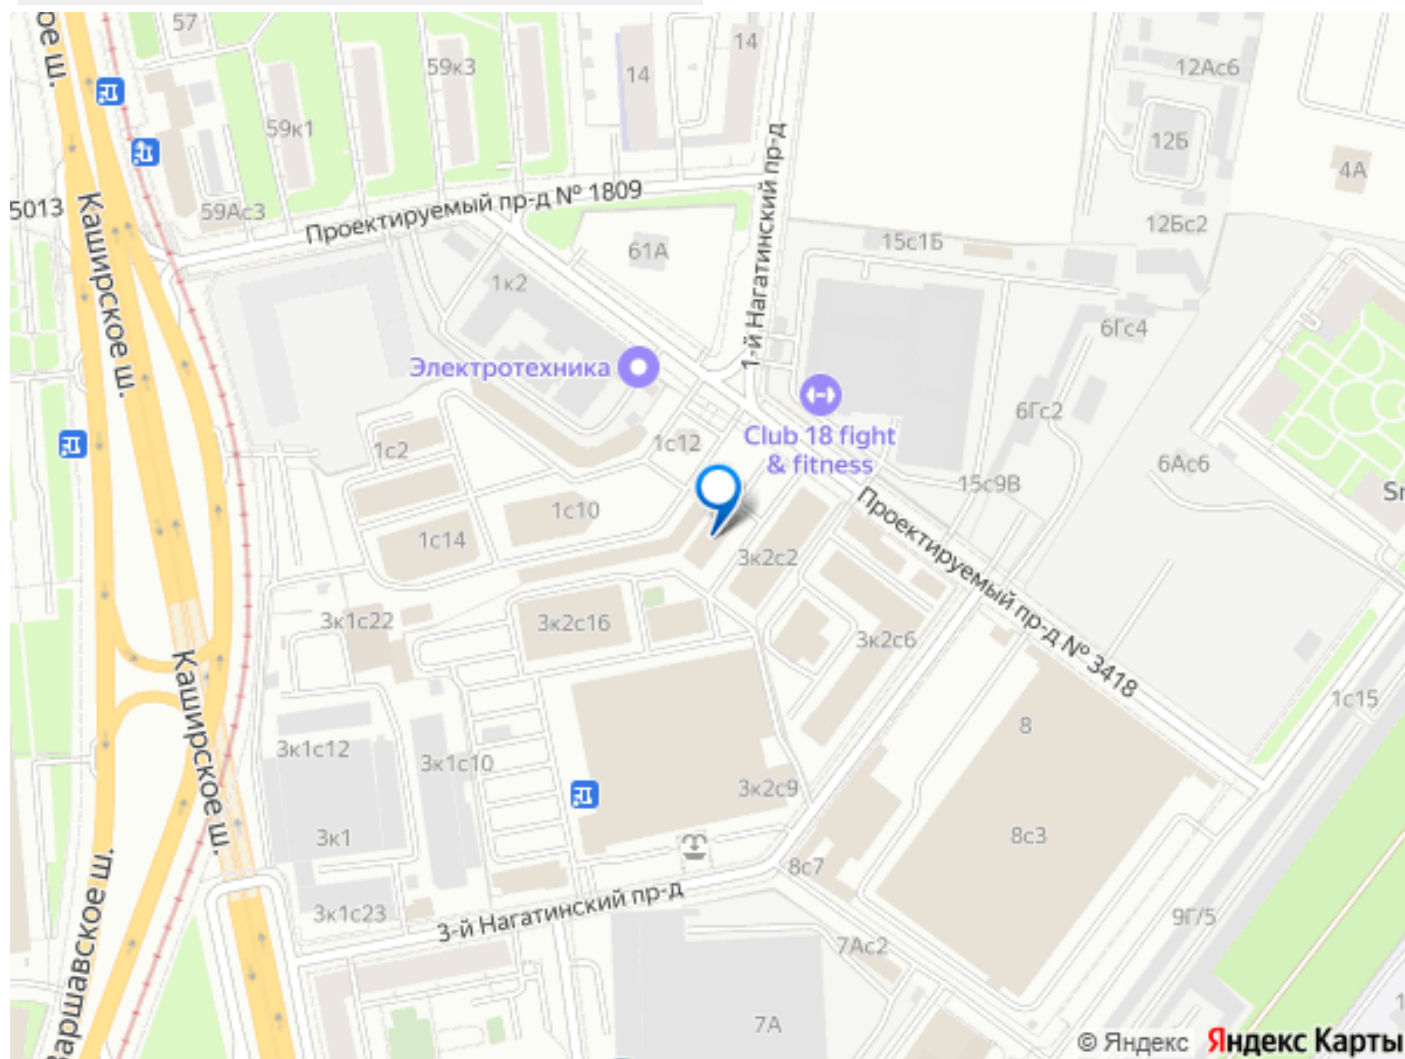 57
14
ое ш.
59к3
12Ас6
14
59к1
12Б
4А
Каширское ш.
5013
59Ас3
Проектируемый пр-д № 1809
1-й Нагатинский пр-д
12Бс2
61А
15с1Б
1к2
6Гс4
Электротехника
6Гс2
Club 18 fight
& fitness
1с2
1с12
6Ас6
15с9В
1с10
1с14
3к2с2
Проектируемый пр-д № 3418
3к1с22
3к2с16
3к2с6
Каширское ш.
1с15
8
3к1с12
3к1с10
3к2с9
3к1
8с3
8с7
Варшавское ш.
3-й Нагатинский пр-д
3к1с23
9Г/5
7Ас2
7А
© Яндекс Яндекс Карты